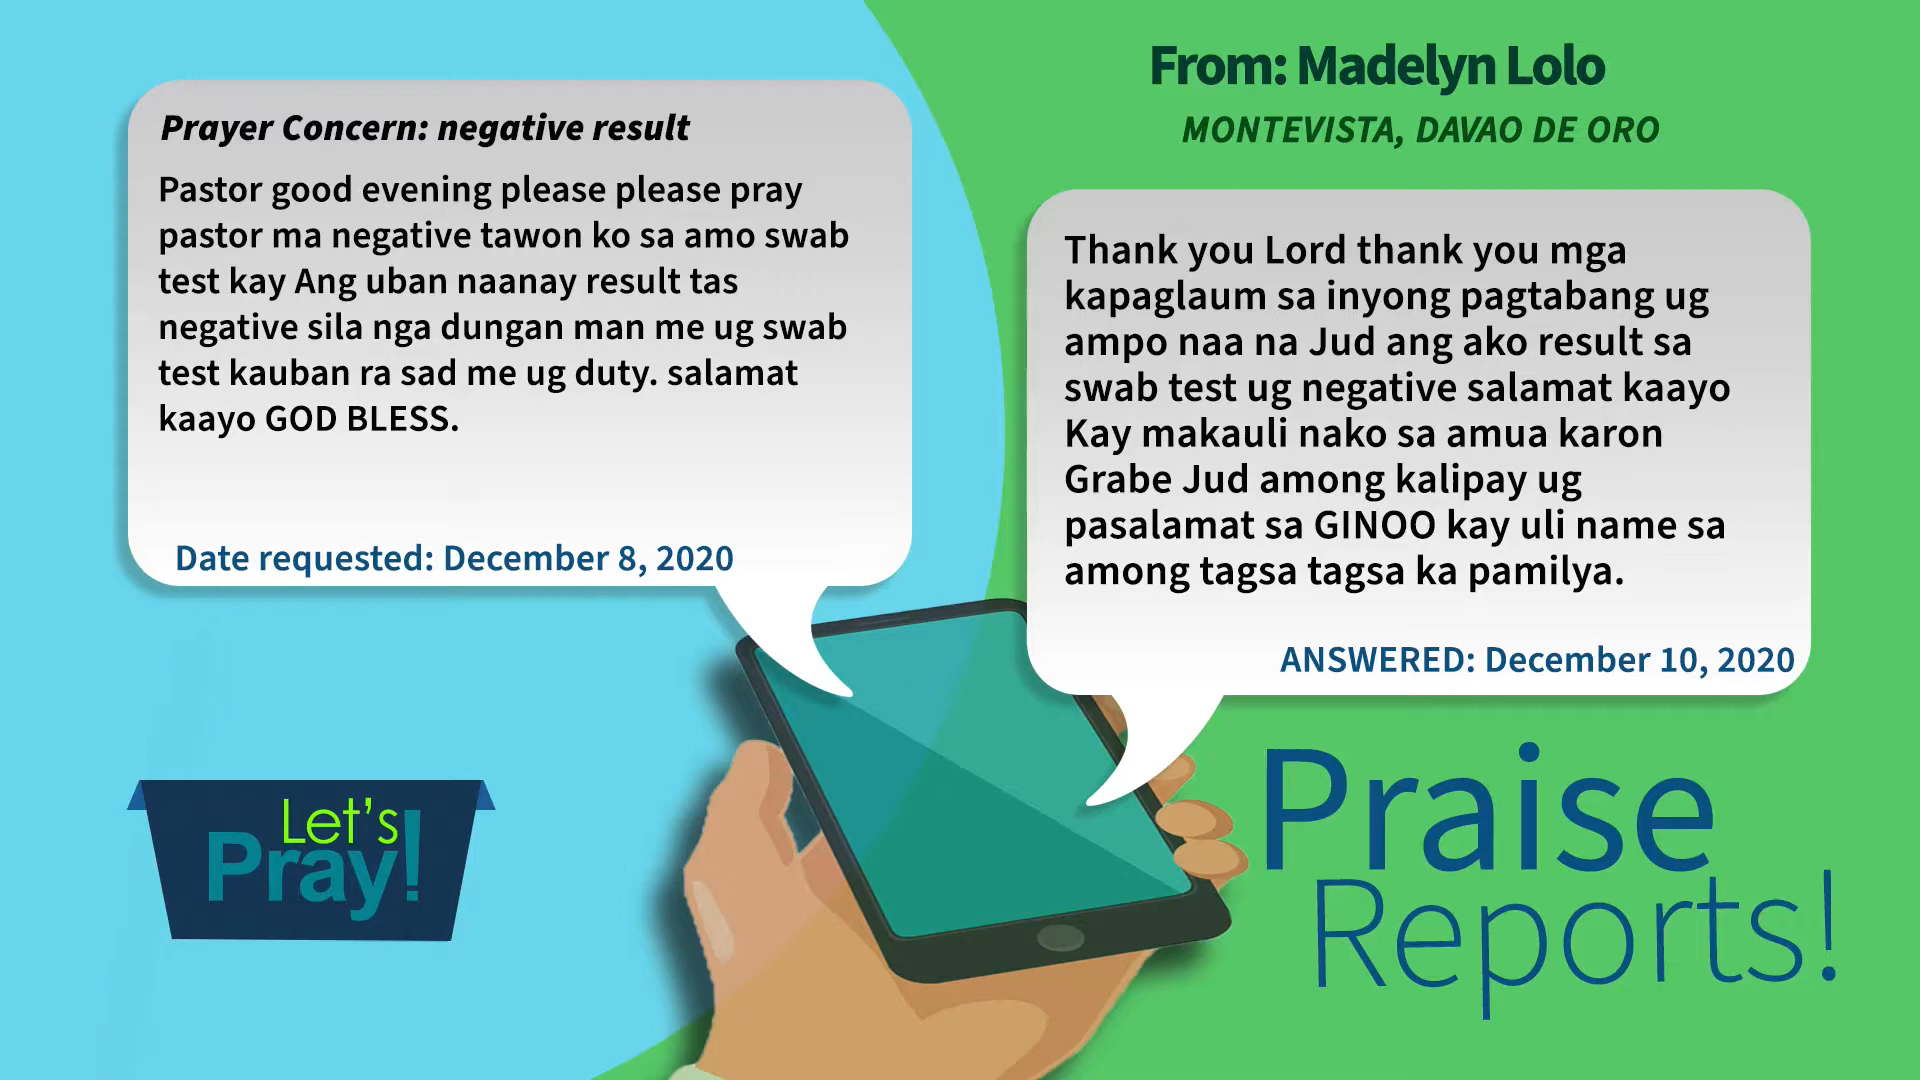 From: Madelyn Lolo
MONTEVISTA, DAVAO DE ORO
Prayer Concern: negative result
Pastor good evening please please pray
pastor ma negative tawon ko sa amo swab
test kay Ang uban naanay result tas
negative sila nga dungan man me ug swab
test kauban ra sad me ug duty. salamat
kaayo GOD BLESS.
Date requested: December 8, 2020
Thank you Lord thank you mga
kapaglaum sa inyong pagtabang ug
ampo naa na Jud ang ako result sa
swab test ug negative salamat kaayo
Kay makauli nako sa amua karon
Grabe Jud among kalipay ug
pasalamat sa GINOO kay uli name sa
among tagsa tagsa ka pamilya.
ANSWERED: December 10, 2020
Let's
Pray!
Praise
Reports!